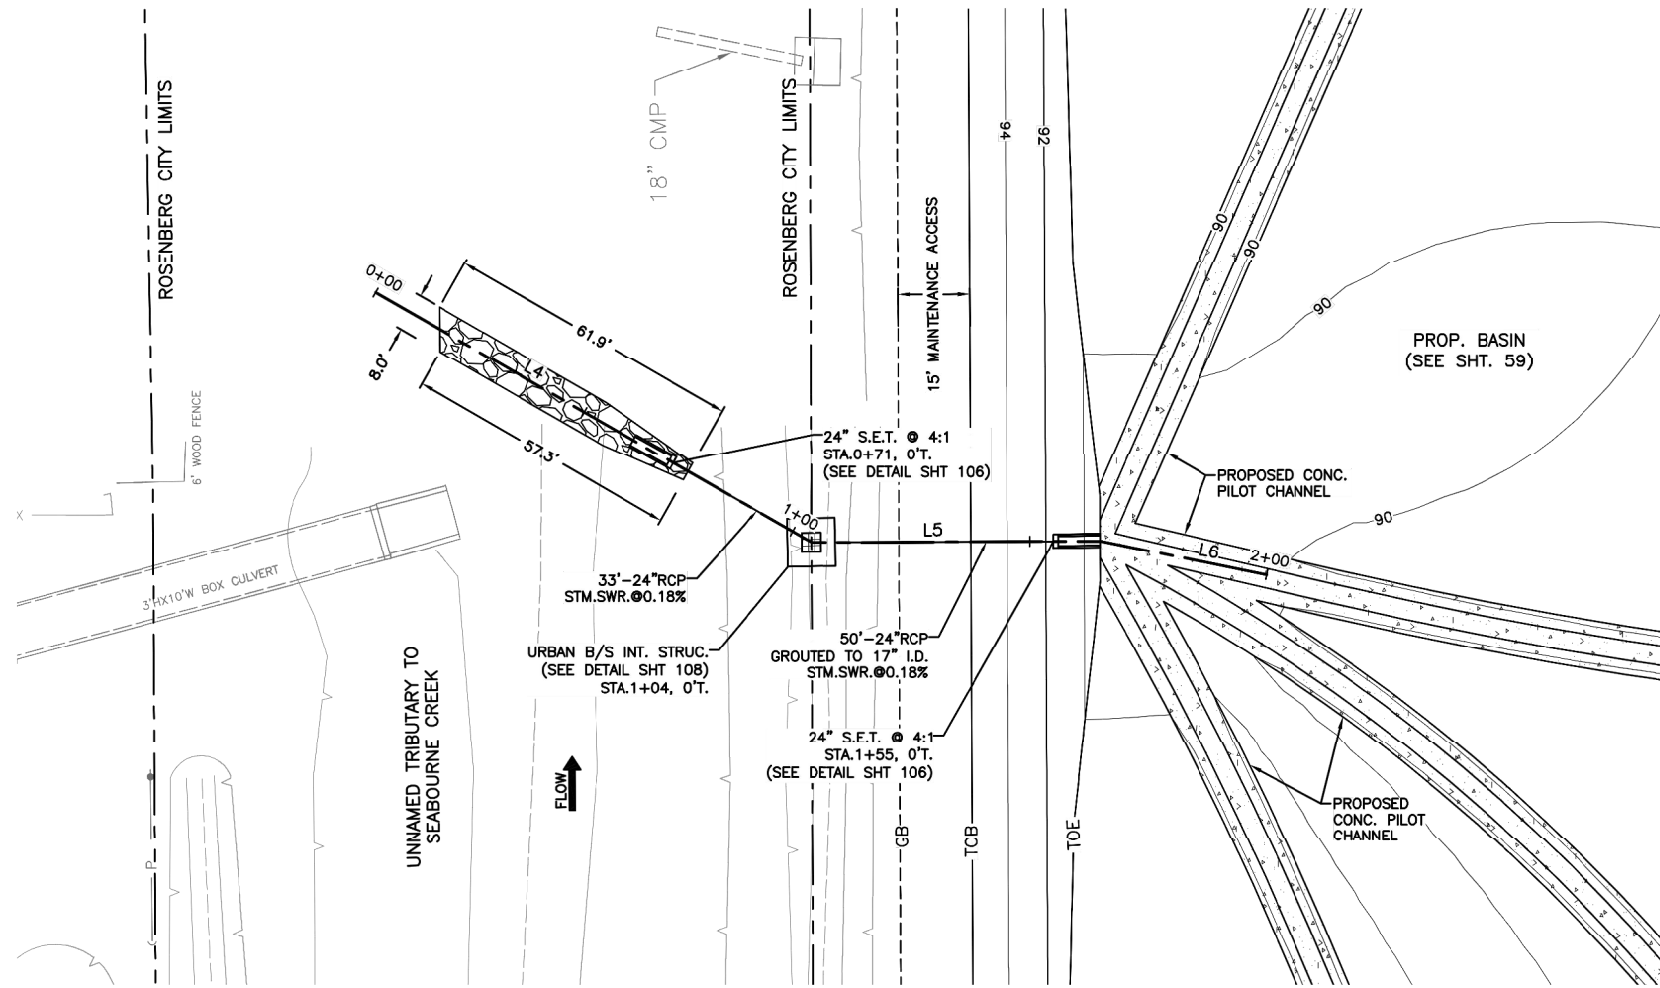 ROSENBERG CITY LIMITS
18" CMP
ROSENBERG CITY LIMITS
94
92
90
90
15' MAINTENANCE ACCESS
0+00
61.9'
8.0'
L4
57.3'
90
PROP. BASIN
(SEE SHT. 59)
6' WOOD FENCE
X
24" S.E.T. @ 4:1
STA.0+71, 0'T.
(SEE DETAIL SHT 106)
PROPOSED CONC.
PILOT CHANNEL
90
1+00
L5
L6
2+00
3'HX10'W BOX CULVERT
33'-24"RCP
STM.SWR.@0.18%
50'-24"RCP
GROUTED TO 17" I.D.
STM.SWR.@0.18%
URBAN B/S INT. STRUC.
(SEE DETAIL SHT 108)
STA.1+04, 0'T.
UNNAMED TRIBUTARY TO
SEABOURNE CREEK
24" S.E.T. @ 4:1
STA.1+55, 0'T.
(SEE DETAIL SHT 106)
FLOW
PROPOSED
CONC. PILOT
CHANNEL
GB
TCB
TOE
P